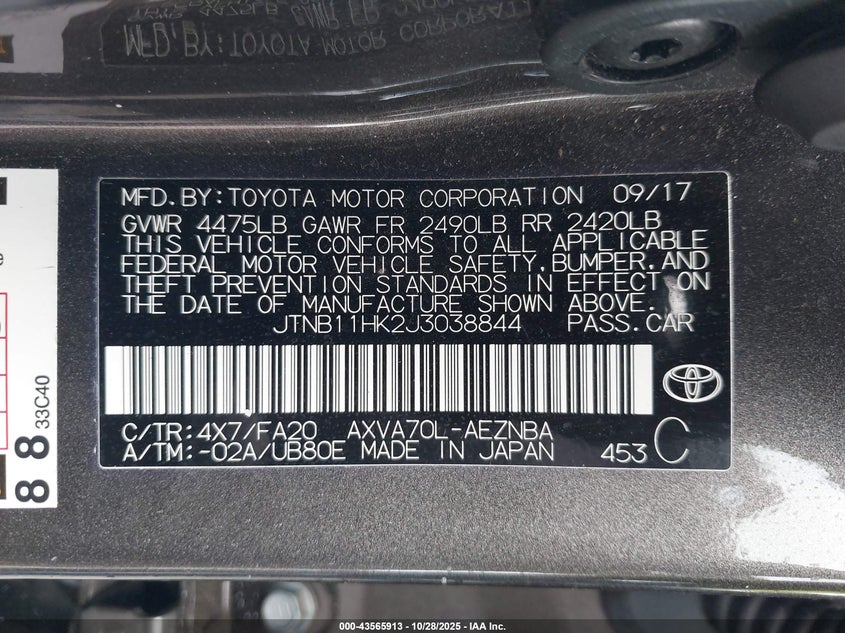 MFD. BY: TOYOTA MOTOR CORPORATION
MFD.BY:TOYOTA MOTOR CORPORATION 09/17
GVWR 4475LB GAWR FR 2490LB RR 2420LB
THIS VEHICLE CONFORMS TO ALL APPLICABLE
FEDERAL MOTOR VEHICLE SAFETY,BUMPER,AND
THEFT PREVENTION STANDARDS IN EFFECT ON
THE DATE OF MANUFACTURE SHOWN ABOVE.
JTNB11HK2J3038844 PASS.CAR
C/TR:4X7/FA20 AXVA70L-AEZNBA
A/TM:-02A/UB80E MADE IN JAPAN 453 C
88
33C40
000-43565913 - 10/28/2025 - IAA Inc.